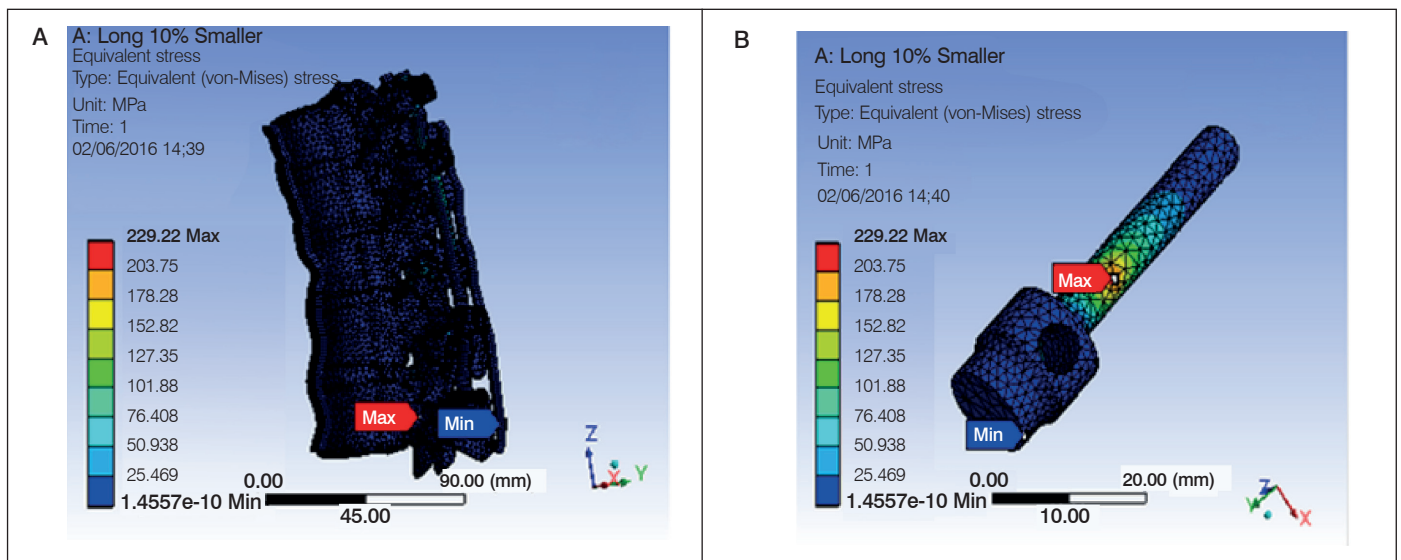 A
A: Long 10% Smaller
Equivalent stress
Type: Equivalent (von-Mises) stress
Unit: MPa
Time: 1
02/06/2016 14;39
229.22 Max
203.75
178.28
152.82
127.35
101.88
76.408
50.938
25.469
1.4557e-10 Min
Max
Min
0.00
90.00 (mm)
45.00
Z
X
Y
B
A: Long 10% Smaller
Equivalent stress
Type: Equivalent (von-Mises) stress
Unit: MPa
Time: 1
02/06/2016 14;40
229.22 Max
203.75
178.28
152.82
127.35
101.88
76.408
50.938
25.469
1.4557e-10 Min
Max
Min
0.00
20.00 (mm)
10.00
Z
Y
X